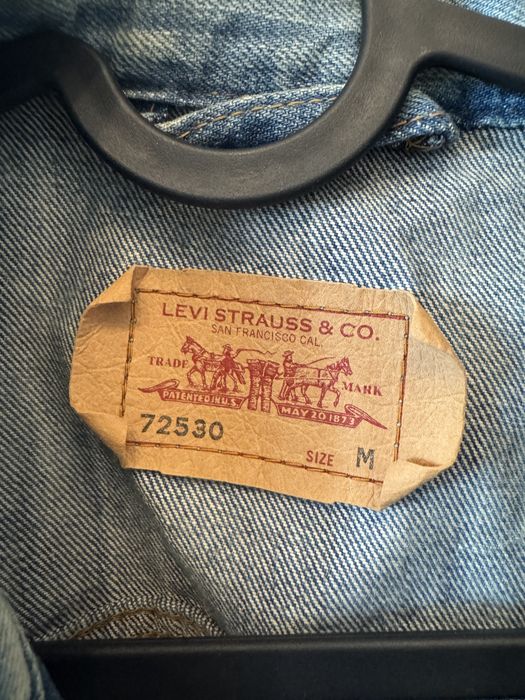 LEVI STRAUSS & CO.
SAN FRANCISCO CAL.
TRADE MARK
PATENTED IN U.S. MAY 20 1873
72530
SIZE M